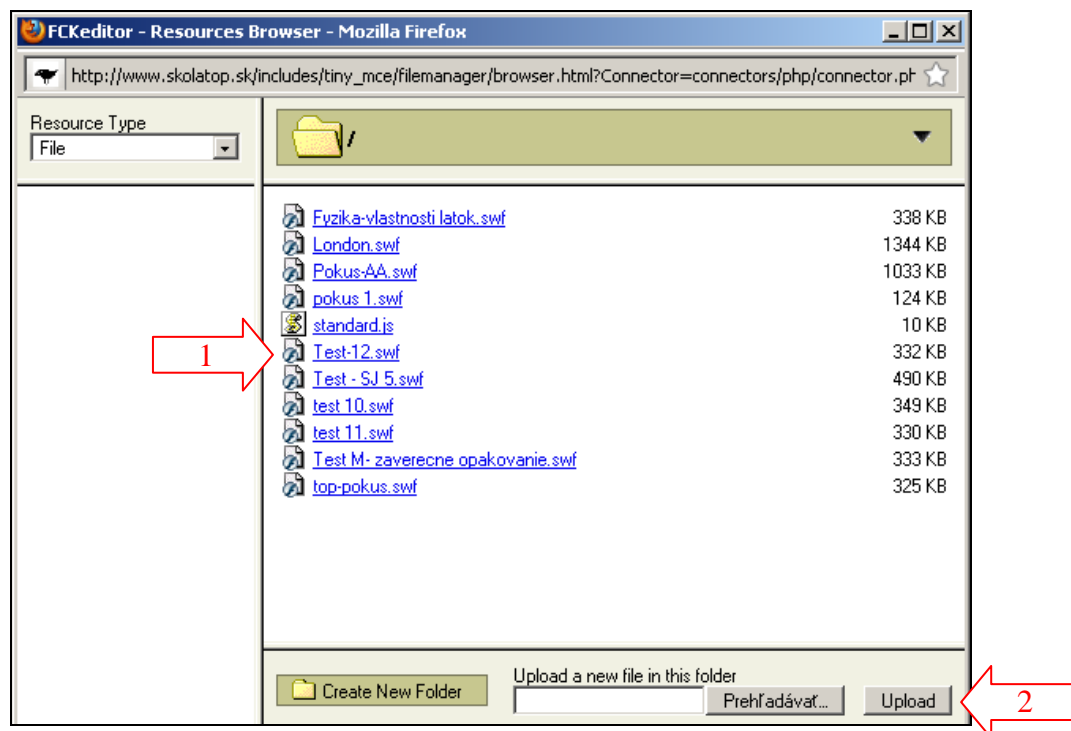 FCKeditor - Resources Browser - Mozilla Firefox
http://www.skolatop.sk/includes/tiny_mce/filemanager/browser.html?Connector=connectors/php/connector.ph
Resource Type
File
/
Fyzika-vlastnosti latok.swf 338 KB
London.swf 1344 KB
Pokus-AA.swf 1033 KB
pokus 1.swf 124 KB
standard.js 10 KB
1
Test-12.swf 332 KB
Test - SJ 5.swf 490 KB
test 10.swf 349 KB
test 11.swf 330 KB
Test M- zaverecne opakovanie.swf 333 KB
top-pokus.swf 325 KB
Create New Folder
Upload a new file in this folder
Prehľadávať...
Upload
2